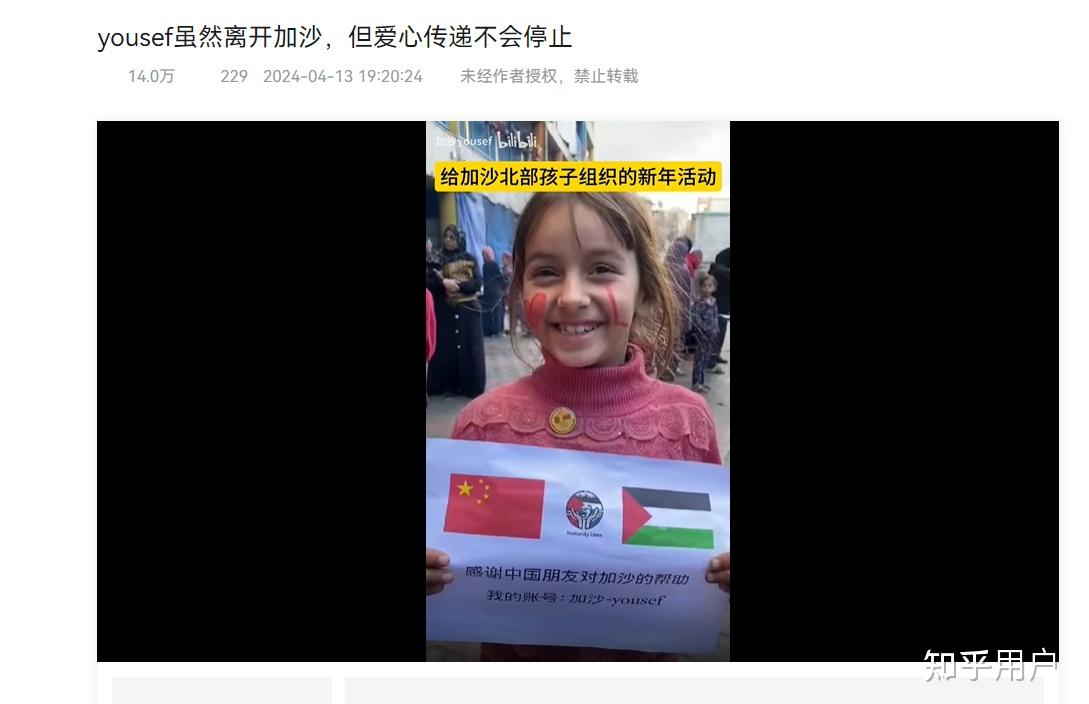 yousef虽然离开加沙，但爱心传递不会停止
14.0万 229 2024-04-13 19:20:24 未经作者授权，禁止转载
加沙yousef bilibili
给加沙北部孩子组织的新年活动
Humanity Lines
感谢中国朋友对加沙的帮助
我的账号：加沙-yousef
知乎用户